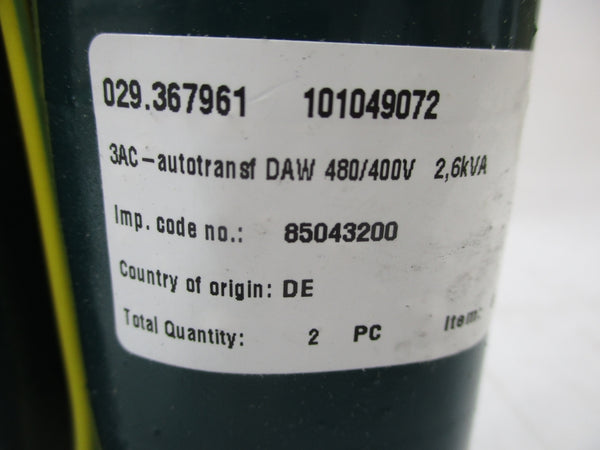 029.367961 101049072
3AC-autotransf DAW 480/400V 2,6kVA
Imp. code no.: 85043200
Country of origin: DE
Total Quantity: 2 PC Item: